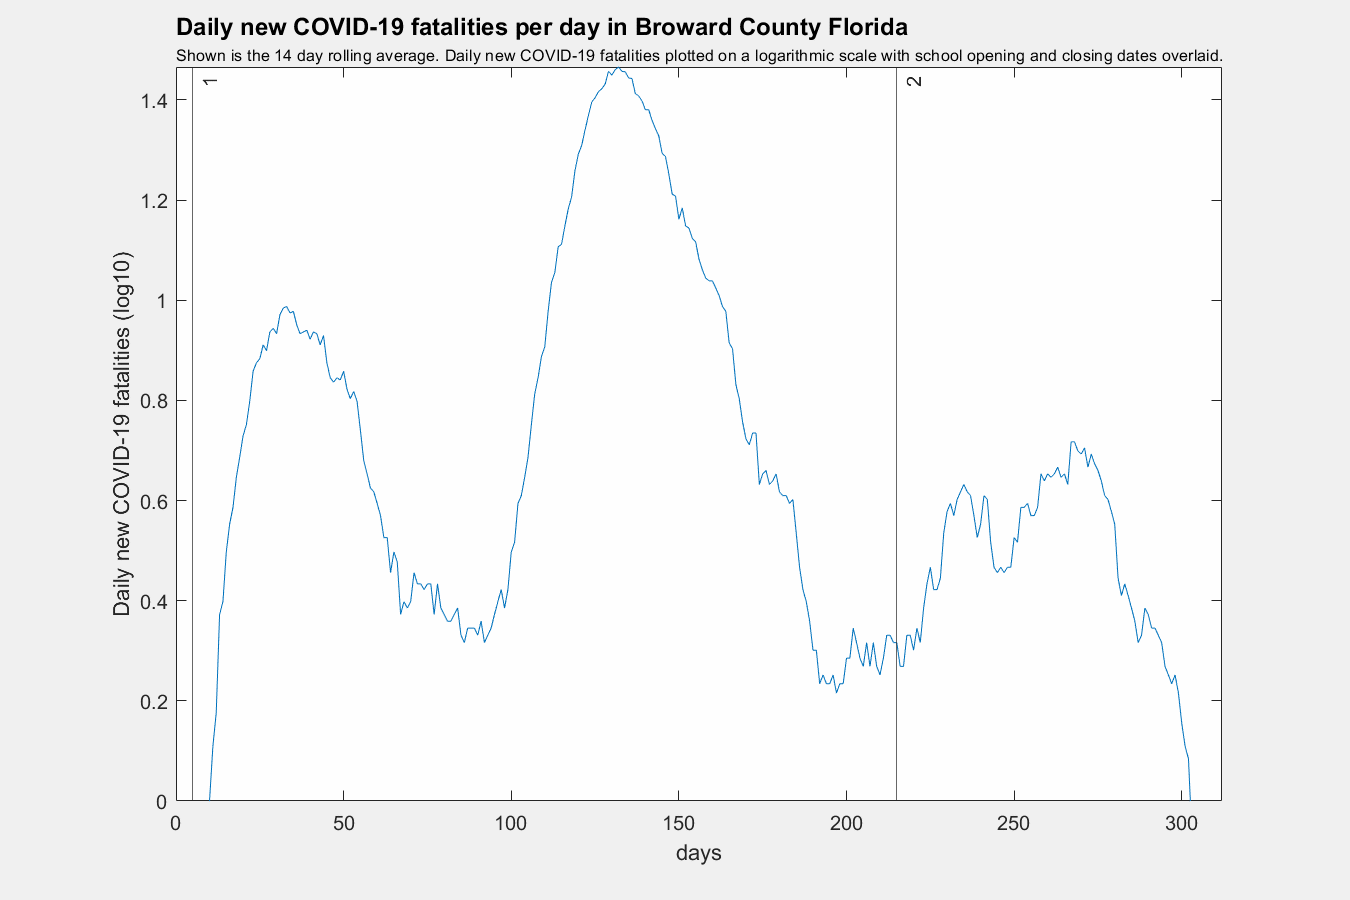 Daily new COVID-19 fatalities per day in Broward County Florida
Shown is the 14 day rolling average. Daily new COVID-19 fatalities plotted on a logarithmic scale with school opening and closing dates overlaid.
1
2
1.4
1.2
1
0.8
0.6
0.4
0.2
0
Daily new COVID-19 fatalities (log10)
0 50 100 150 200 250 300
days